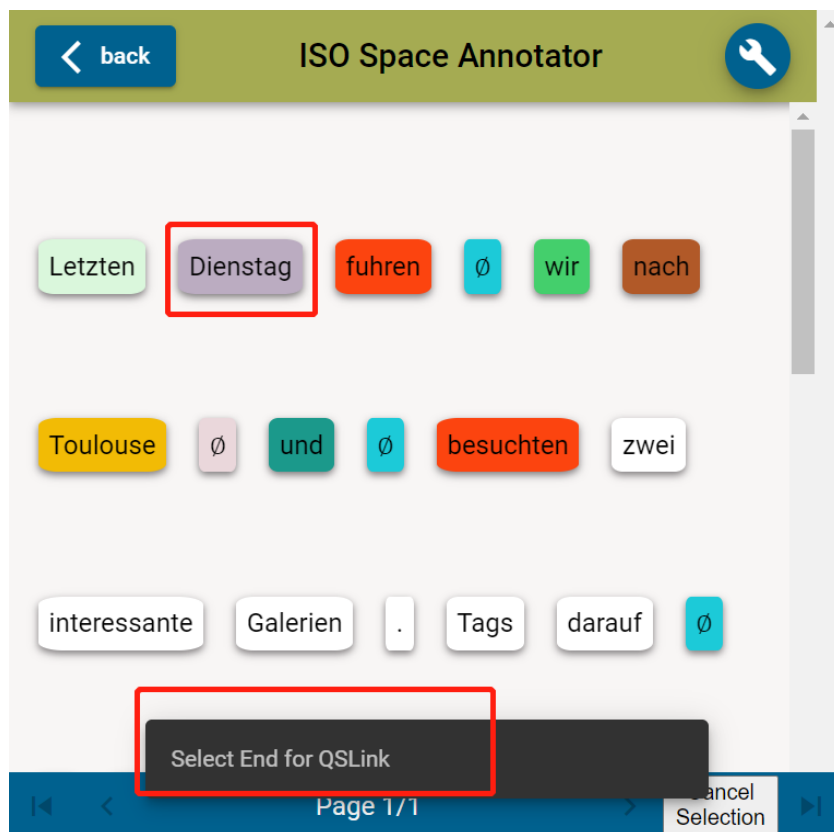 back
ISO Space Annotator
Letzten Dienstag fuhren Ø wir nach
Toulouse Ø und Ø besuchten zwei
interessante Galerien . Tags darauf Ø
Select End for QSLink
Page 1/1
Cancel
Selection